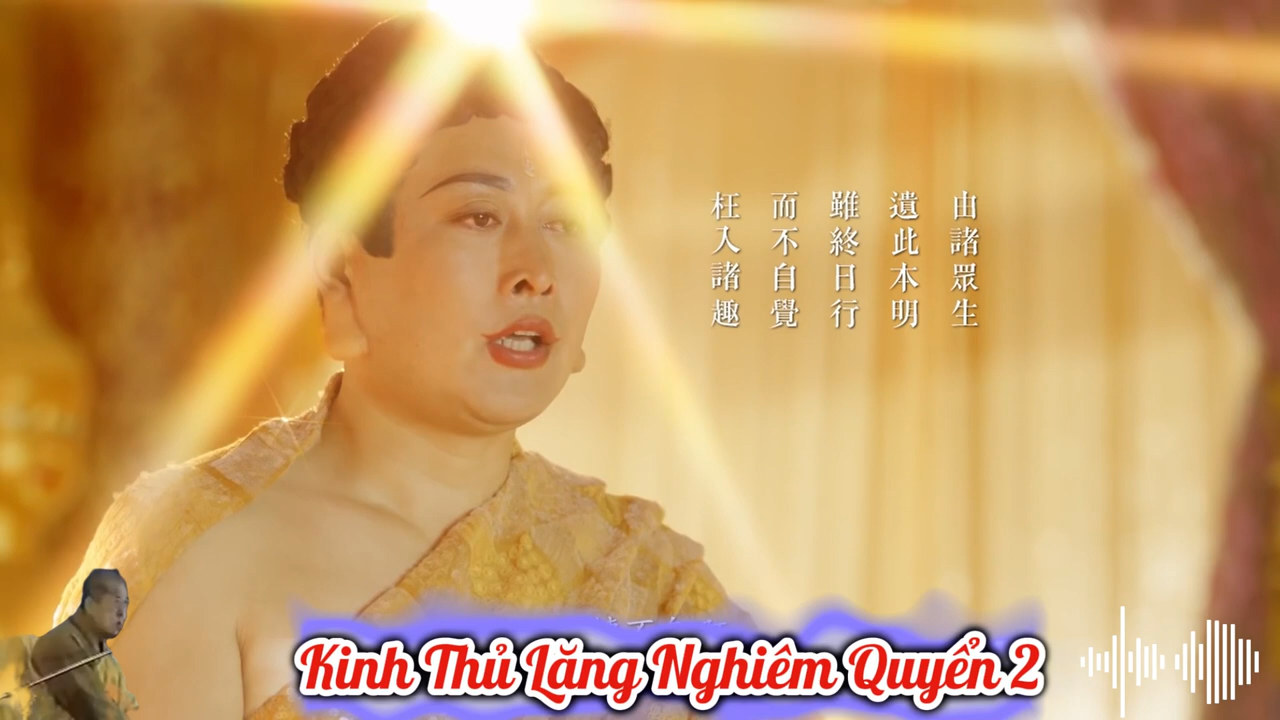 由諸眾生
遺此本明
雖終日行
而不自覺
枉入諸趣
Kinh Thủ Lăng Nghiêm Quyển 2